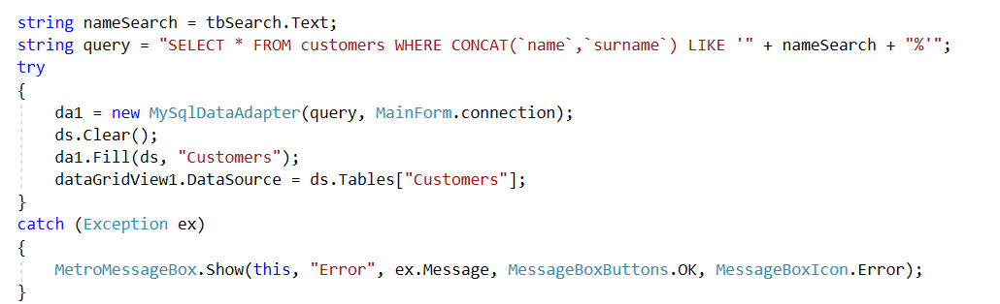 string nameSearch = tbSearch.Text;
string query = "SELECT * FROM customers WHERE CONCAT(`name`,`surname`) LIKE '" + nameSearch + "%'";
try
{
    da1 = new MySqlDataAdapter(query, MainForm.connection);
    ds.Clear();
    da1.Fill(ds, "Customers");
    dataGridView1.DataSource = ds.Tables["Customers"];
}
catch (Exception ex)
{
    MetroMessageBox.Show(this, "Error", ex.Message, MessageBoxButtons.OK, MessageBoxIcon.Error);
}